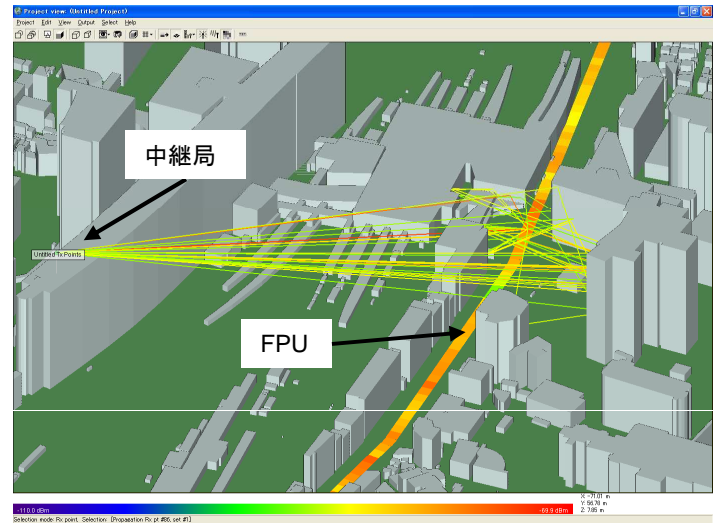 Project view: (Untitled Project)
Project Edit View Output Select Help
中継局
Untitled Tx Points
FPU
-110.0 dBm
-69.9 dBm
X: -71.01 m
Y: 56.76 m
Z: 7.85 m
Selection mode: Rx point Selection: [Propagation Rx pt #86, set #1]